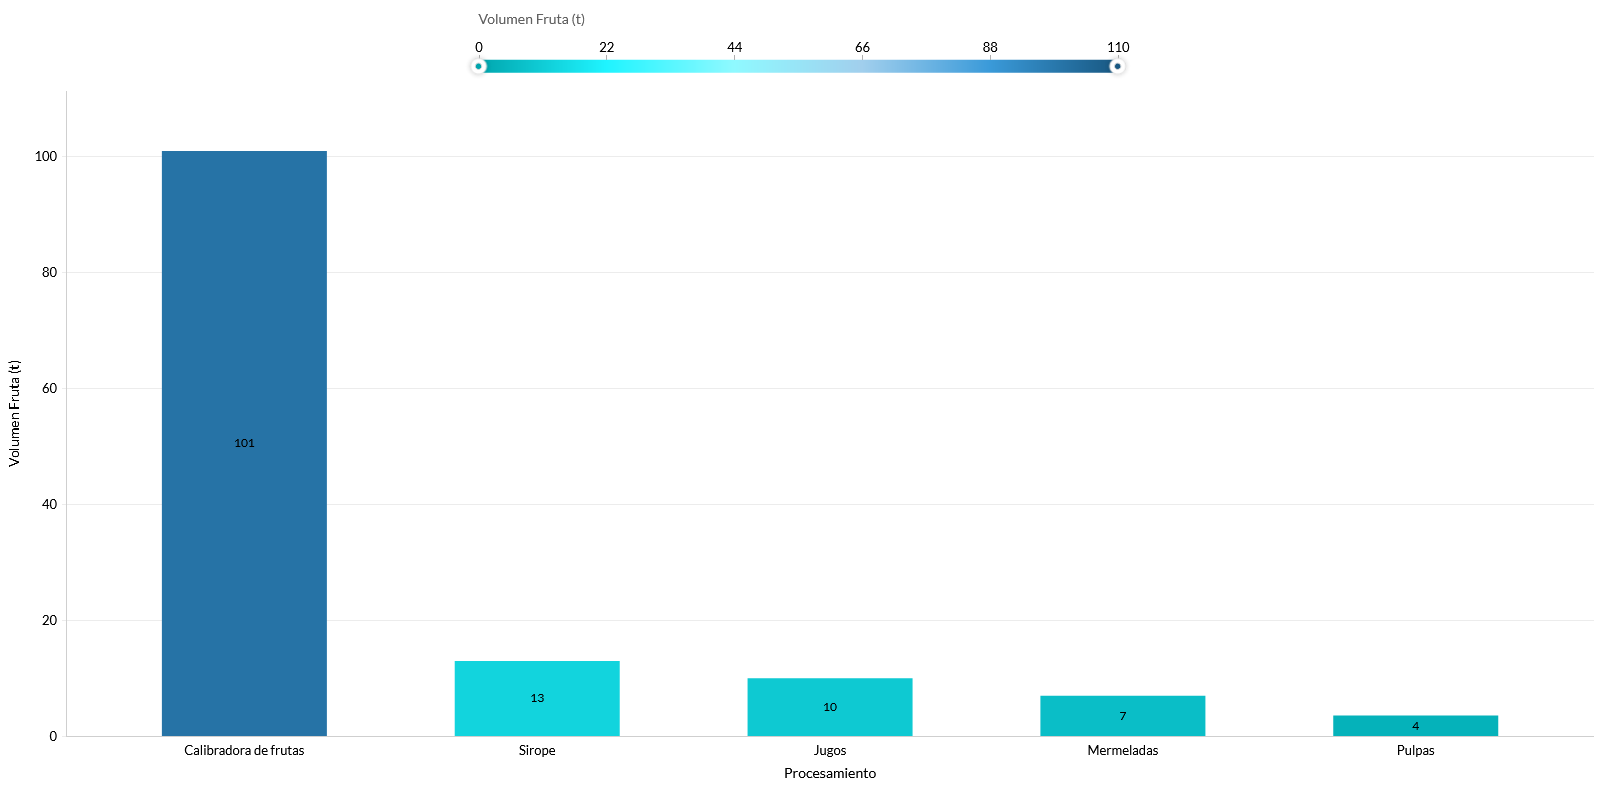 Volumen Fruta (t)
0 22 44 66 88 110
100
80
60
40
20
0
Volumen Fruta (t)
101
13
10
7
4
Calibradora de frutas Sirope Jugos Mermeladas Pulpas
Procesamiento